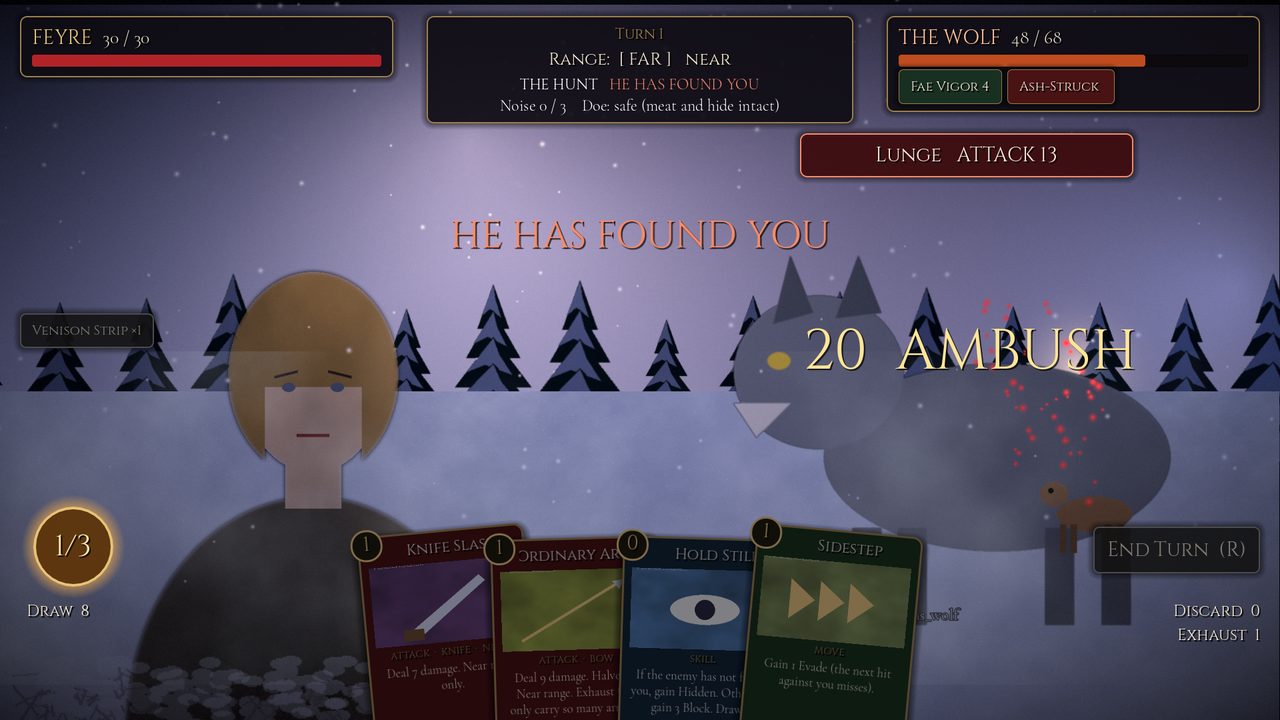 FEYRE 30 / 30
TURN 1
RANGE: [ FAR ] NEAR
THE HUNT HE HAS FOUND YOU
Noise 0 / 3 Doe: safe (meat and hide intact)
THE WOLF 48 / 68
FAE VIGOR 4 ASH-STRUCK
LUNGE ATTACK 13
HE HAS FOUND YOU
VENISON STRIP ×1
20 AMBUSH
1/3
DRAW 8
1 KNIFE SLAS
ATTACK - KNIFE - N
Deal 7 damage. Near
only.
1 ORDINARY AR
ATTACK - BOW
Deal 9 damage. Halv
Near range. Exhaust
only carry so many ar
0 HOLD STIL
SKILL
If the enemy has not
you, gain Hidden. Oth
gain 3 Block. Draw
1 SIDESTEP
MOVE
Gain 1 Evade (the next hit
against you misses).
_wolf
END TURN (R)
DISCARD 0
EXHAUST 1